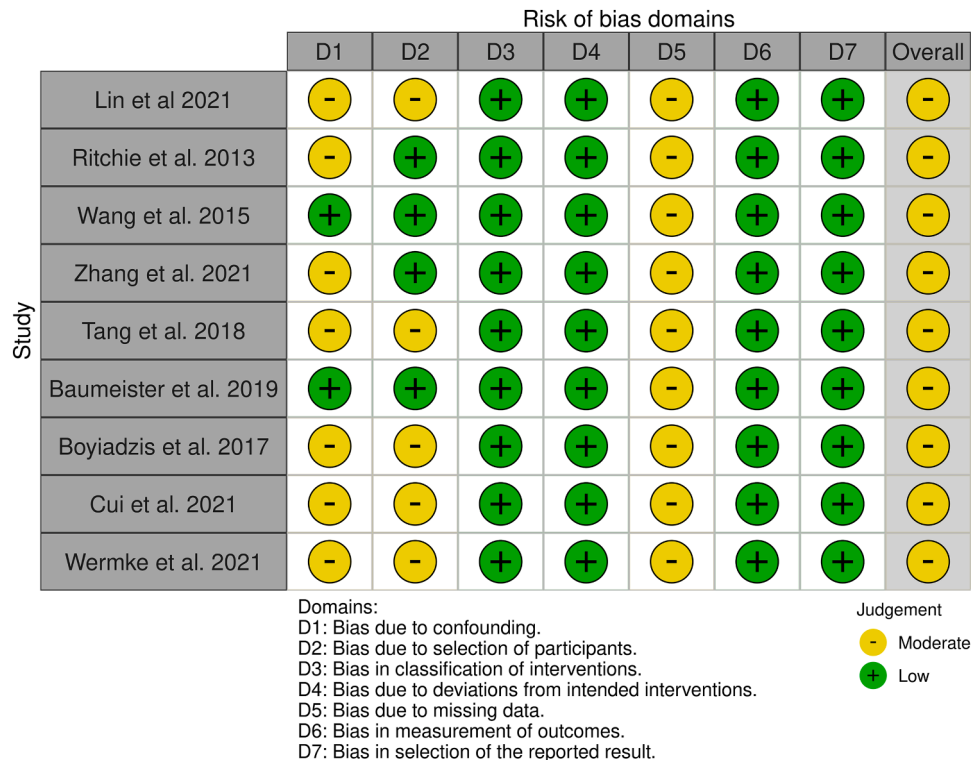 Risk of bias domains
D1 D2 D3 D4 D5 D6 D7 Overall
Study
Lin et al 2021 - - + + - + + -
Ritchie et al. 2013 - + + + - + + -
Wang et al. 2015 + + + + - + + -
Zhang et al. 2021 - + + + - + + -
Tang et al. 2018 - - + + - + + -
Baumeister et al. 2019 + + + + - + + -
Boyiadzis et al. 2017 - - + + - + + -
Cui et al. 2021 - - + + - + + -
Wermke et al. 2021 - - + + - + + -
Domains:
D1: Bias due to confounding.
D2: Bias due to selection of participants.
D3: Bias in classification of interventions.
D4: Bias due to deviations from intended interventions.
D5: Bias due to missing data.
D6: Bias in measurement of outcomes.
D7: Bias in selection of the reported result.
Judgement
- Moderate
+ Low